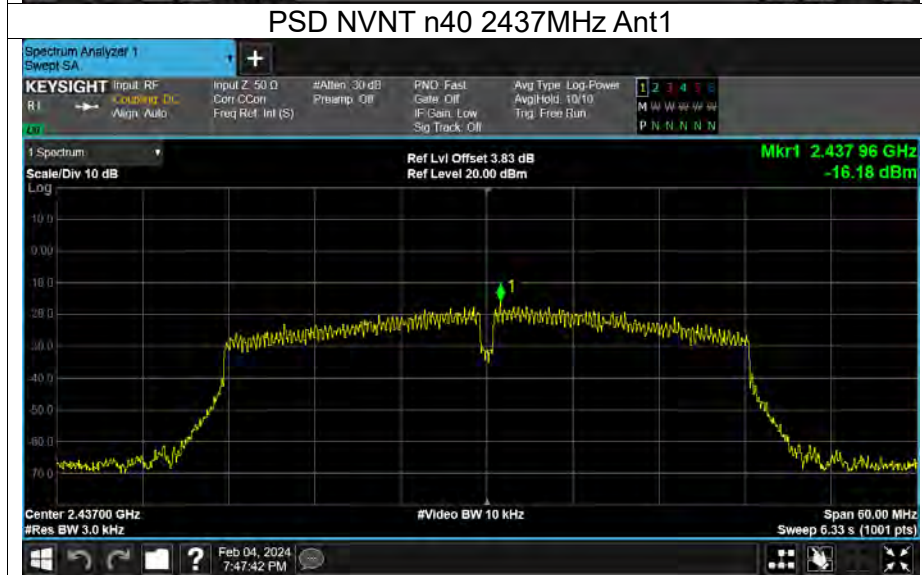 PSD NVNT n40 2437MHz Ant1
Spectrum Analyzer 1
Swept SA
+
KEYSIGHT Input: RF Input Z: 50 Ω #Atten: 30 dB PNO: Fast Avg Type: Log-Power 1 2 3 4 5 6
R L Coupling: DC Corr CCorr Preamp: Off Gate: Off Avg|Hold: 10/10 M W W W W W
Align: Auto Freq Ref: Int (S) IF Gain: Low Trig: Free Run
Sig Track: Off P N N N N N
1 Spectrum Ref Lvl Offset 3.83 dB Mkr1 2.437 96 GHz
Scale/Div 10 dB Ref Level 20.00 dBm -16.18 dBm
Log
10.0
0.00
1
-40.0
-50.0
-60.0
-70.0
Center 2.43700 GHz #Video BW 10 kHz Span 60.00 MHz
#Res BW 3.0 kHz Sweep 6.33 s (1001 pts)
? Feb 04, 2024
7:47:42 PM